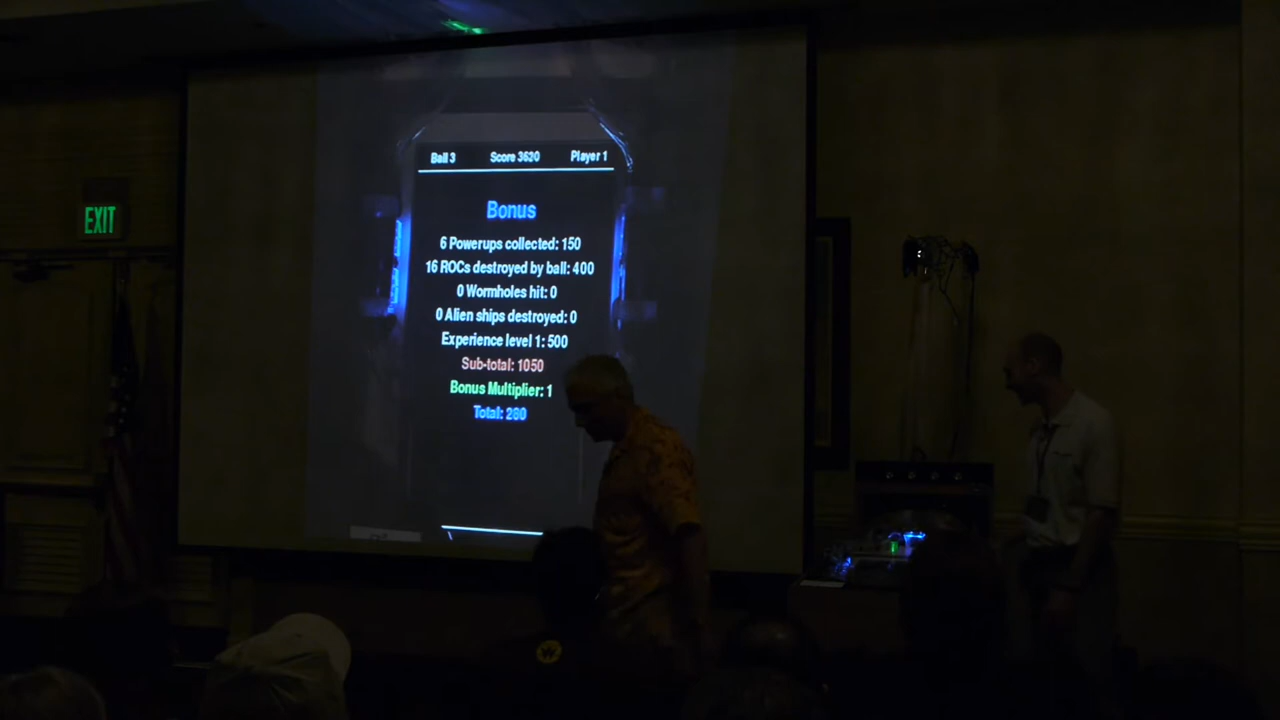 EXIT
Ball 3 Score 3620 Player 1
Bonus
6 Powerups collected: 150
16 ROCs destroyed by ball: 400
0 Wormholes hit: 0
0 Alien ships destroyed: 0
Experience level 1: 500
Sub-total: 1050
Bonus Multiplier: 1
Total: 280